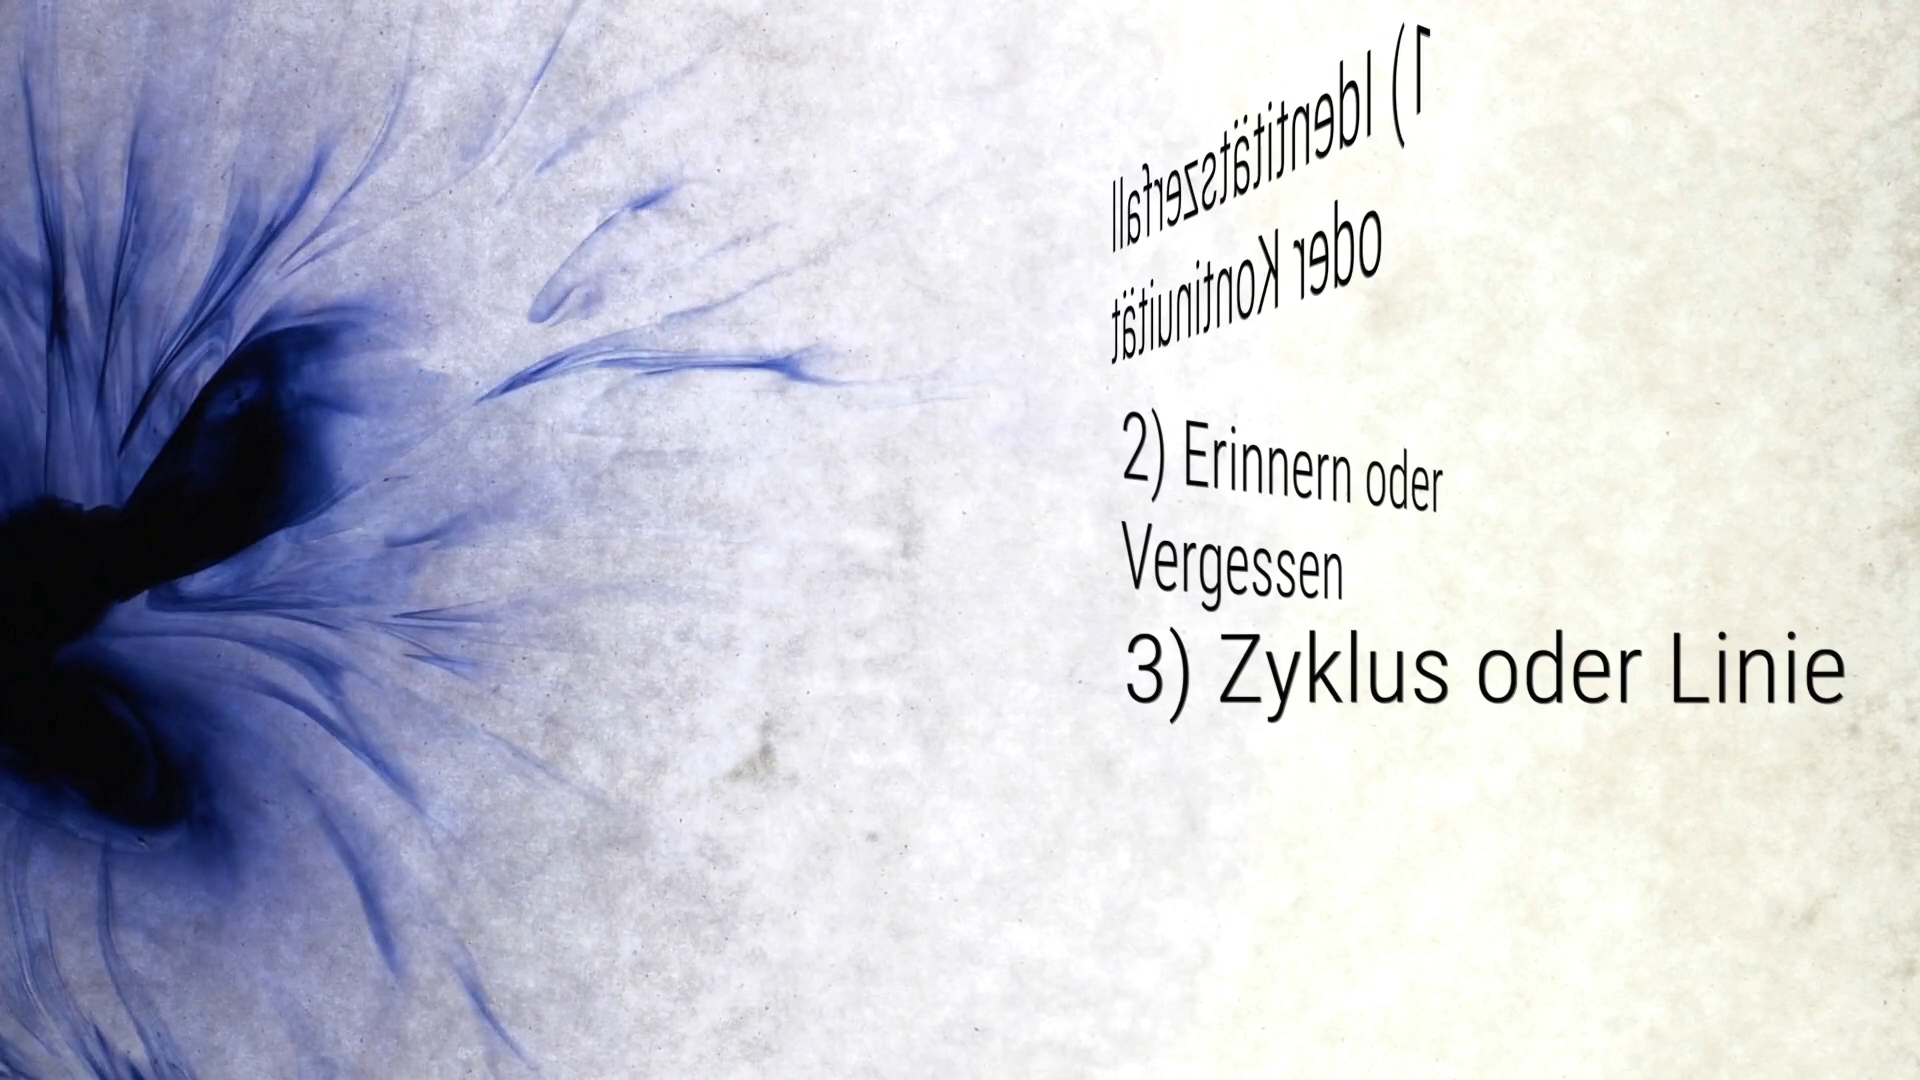 1) Identitätszerfall
oder Kontinuität
2) Erinnern oder
Vergessen
3) Zyklus oder Linie